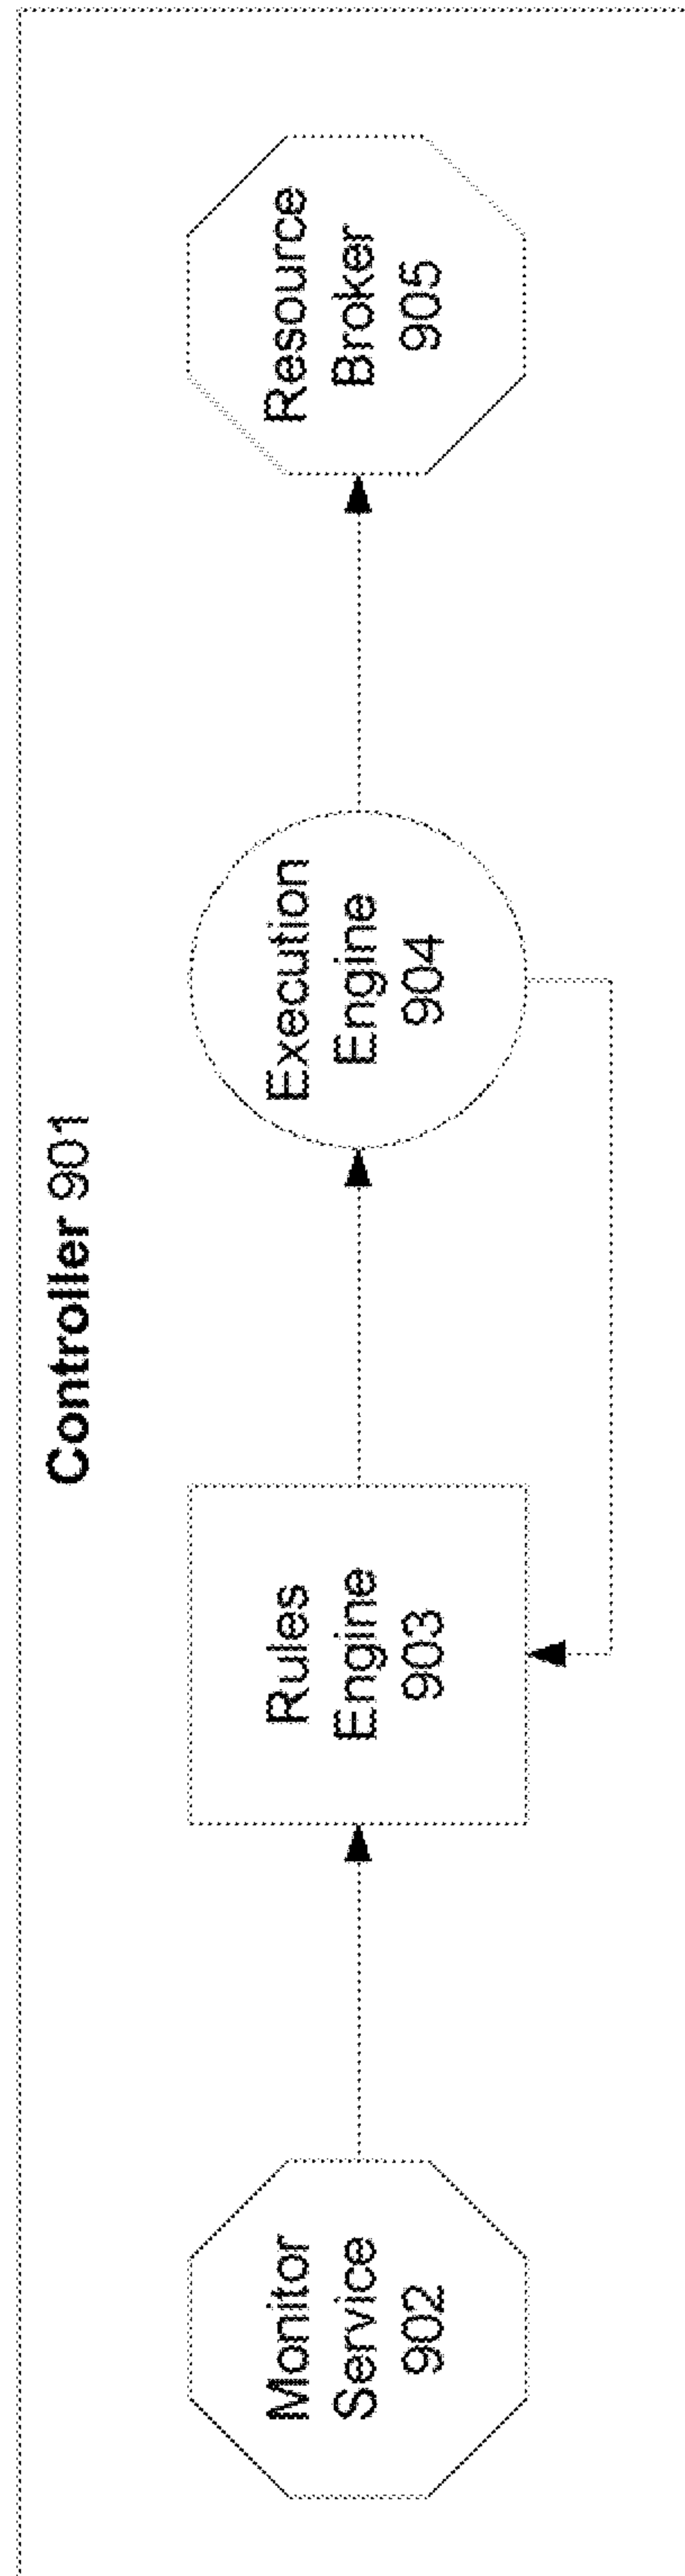 Controller 901
Monitor
Service
902
Rules
Engine
903
Execution
Engine
904
Resource
Broker
905